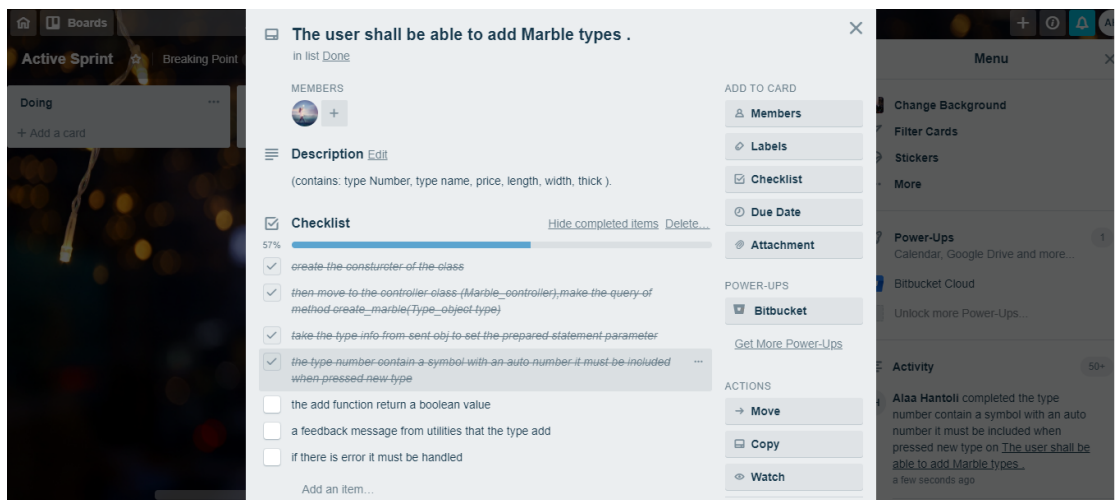 Boards
Active Sprint
Breaking Point
Doing
+ Add a card
The user shall be able to add Marble types .
in list Done
MEMBERS
+
Description Edit
(contains: type Number, type name, price, length, width, thick ).
Checklist
Hide completed items Delete...
57%
create the consturcter of the class
then move to the controller class (Marble_controller),make the query of
method create_marble(Type_object type)
take the type info from sent obj to set the prepared statement parameter
the type number contain a symbol with an auto number it must be included
when pressed new type
the add function return a boolean value
a feedback message from utilities that the type add
if there is error it must be handled
Add an item...
ADD TO CARD
Members
Labels
Checklist
Due Date
Attachment
POWER-UPS
Bitbucket
Get More Power-Ups
ACTIONS
Move
Copy
Watch
Menu
Change Background
Filter Cards
Stickers
More
Power-Ups
1
Calendar, Google Drive and more...
Bitbucket Cloud
Unlock more Power-Ups...
Activity
50+
Alaa Hantoli completed the type
number contain a symbol with an auto
number it must be included when
pressed new type on The user shall be
able to add Marble types .
a few seconds ago